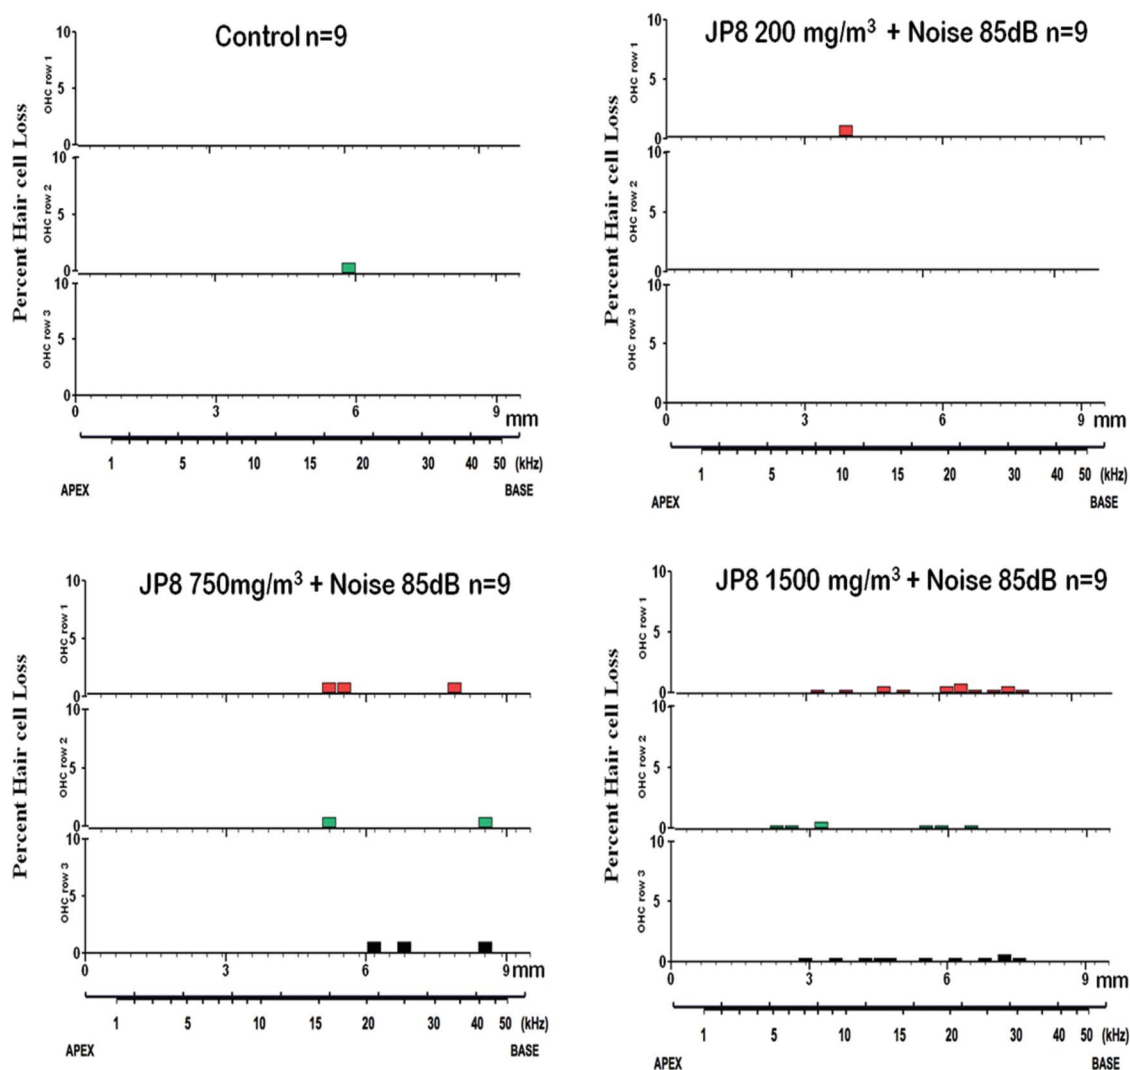 Control n=9
Percent Hair cell Loss
OHC row 1
10
5
0
OHC row 2
10
5
0
OHC row 3
10
5
0
0 3 6 9 mm
1 5 10 15 20 30 40 50 (kHz)
APEX BASE
JP8 200 mg/m³ + Noise 85dB n=9
Percent Hair cell Loss
OHC row 1
10
5
0
OHC row 2
10
5
0
OHC row 3
10
5
0
0 3 6 9 mm
1 5 10 15 20 30 40 50 (kHz)
APEX BASE
JP8 750mg/m³ + Noise 85dB n=9
Percent Hair cell Loss
OHC row 1
10
5
0
OHC row 2
10
5
0
OHC row 3
10
5
0
0 3 6 9 mm
1 5 10 15 20 30 40 50 (kHz)
APEX BASE
JP8 1500 mg/m³ + Noise 85dB n=9
Percent Hair cell Loss
OHC row 1
10
5
0
OHC row 2
10
5
0
OHC row 3
10
5
0
0 3 6 9 mm
1 5 10 15 20 30 40 50 (kHz)
APEX BASE